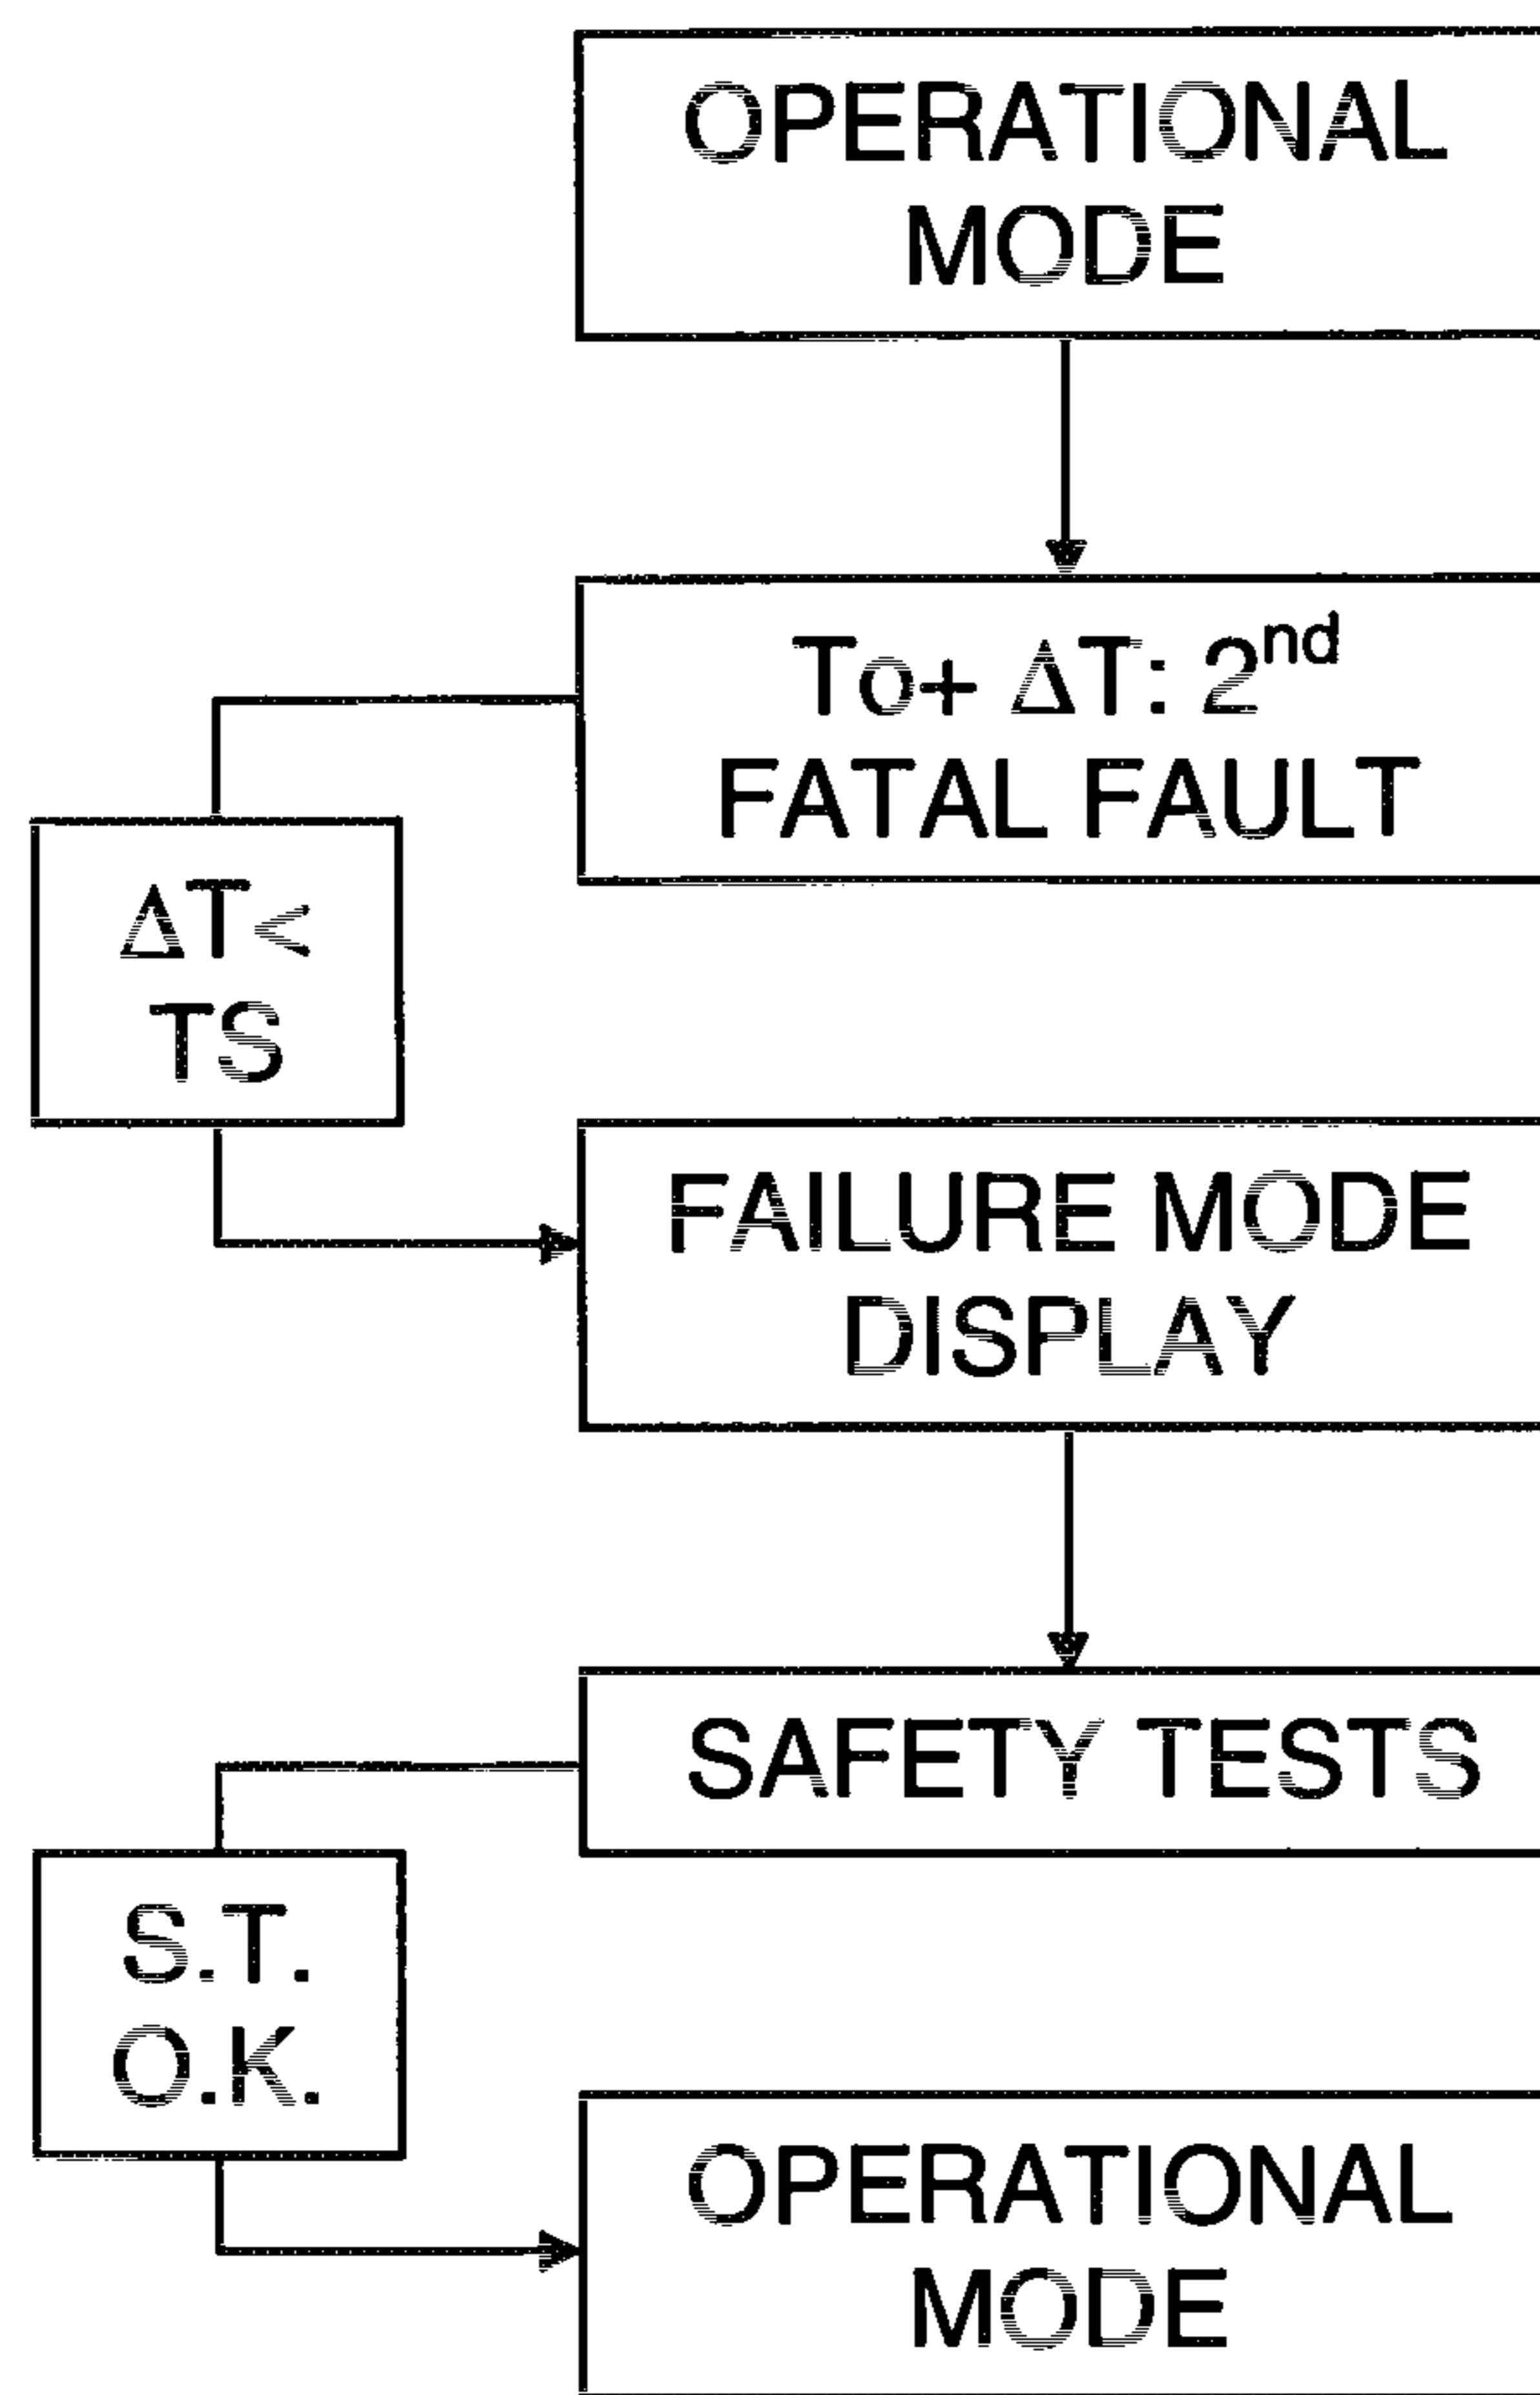 OPERATIONAL
MODE
To+ ΔT: 2nd
FATAL FAULT
ΔT<
TS
FAILURE MODE
DISPLAY
SAFETY TESTS
S.T.
O.K.
OPERATIONAL
MODE